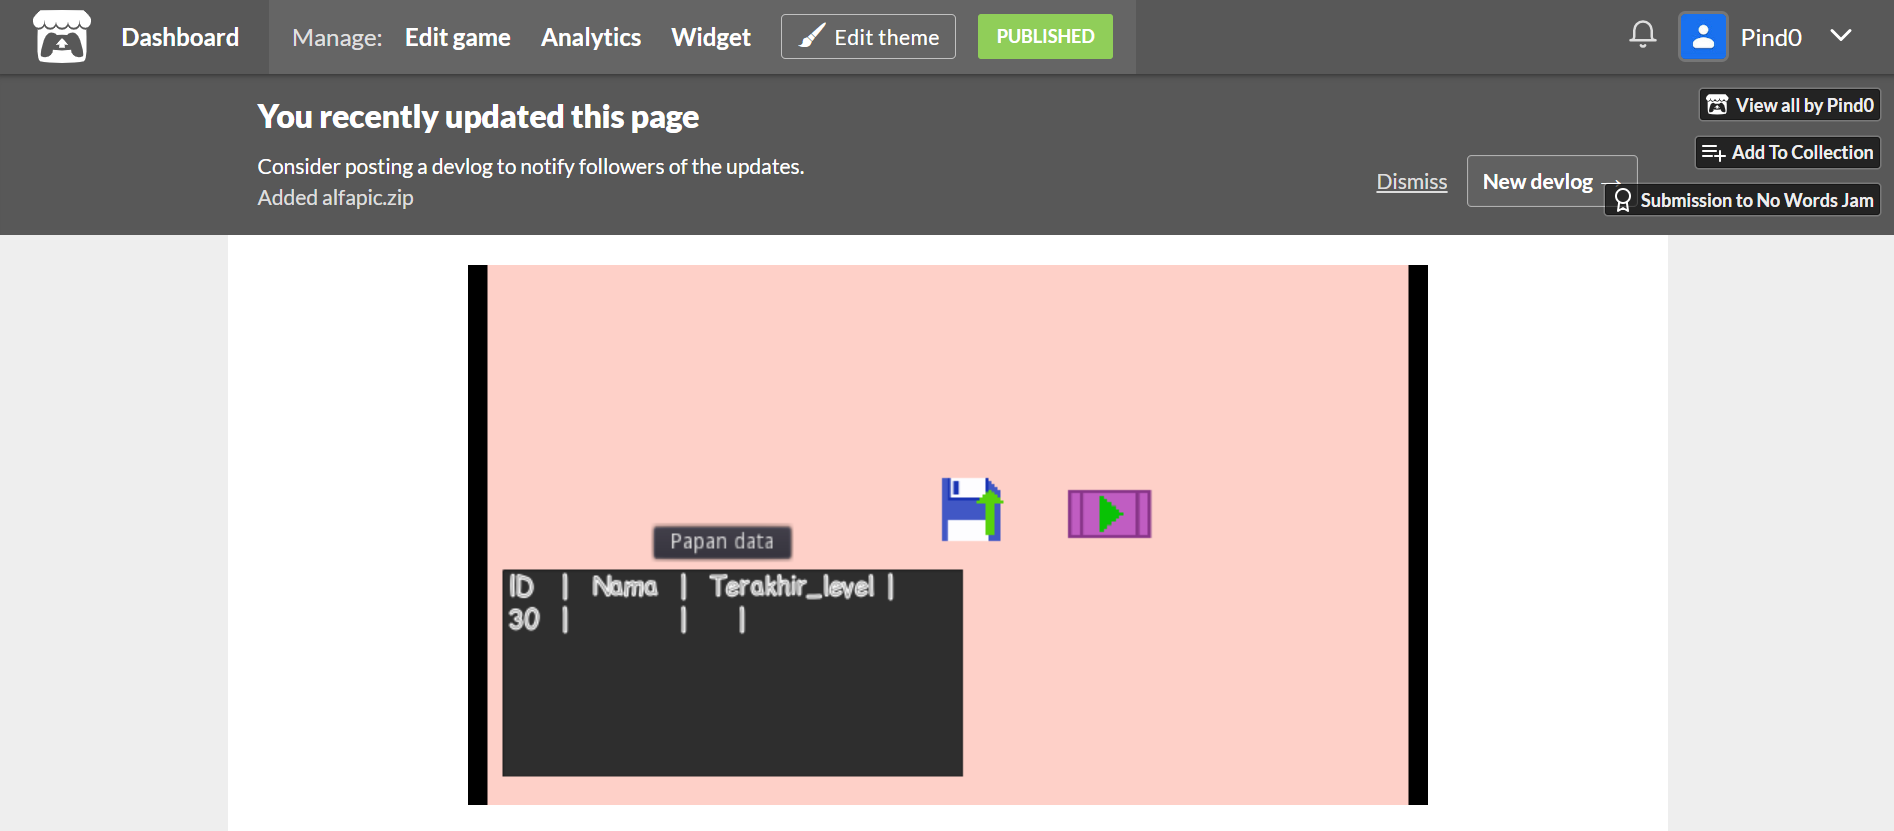 Dashboard Manage: Edit game Analytics Widget Edit theme PUBLISHED Pind0
You recently updated this page
View all by Pind0
Consider posting a devlog to notify followers of the updates.
Add To Collection
Added alfapic.zip
Dismiss New devlog →
Submission to No Words Jam
Papan data
ID | Nama | Terakhir_level |
30 | | |